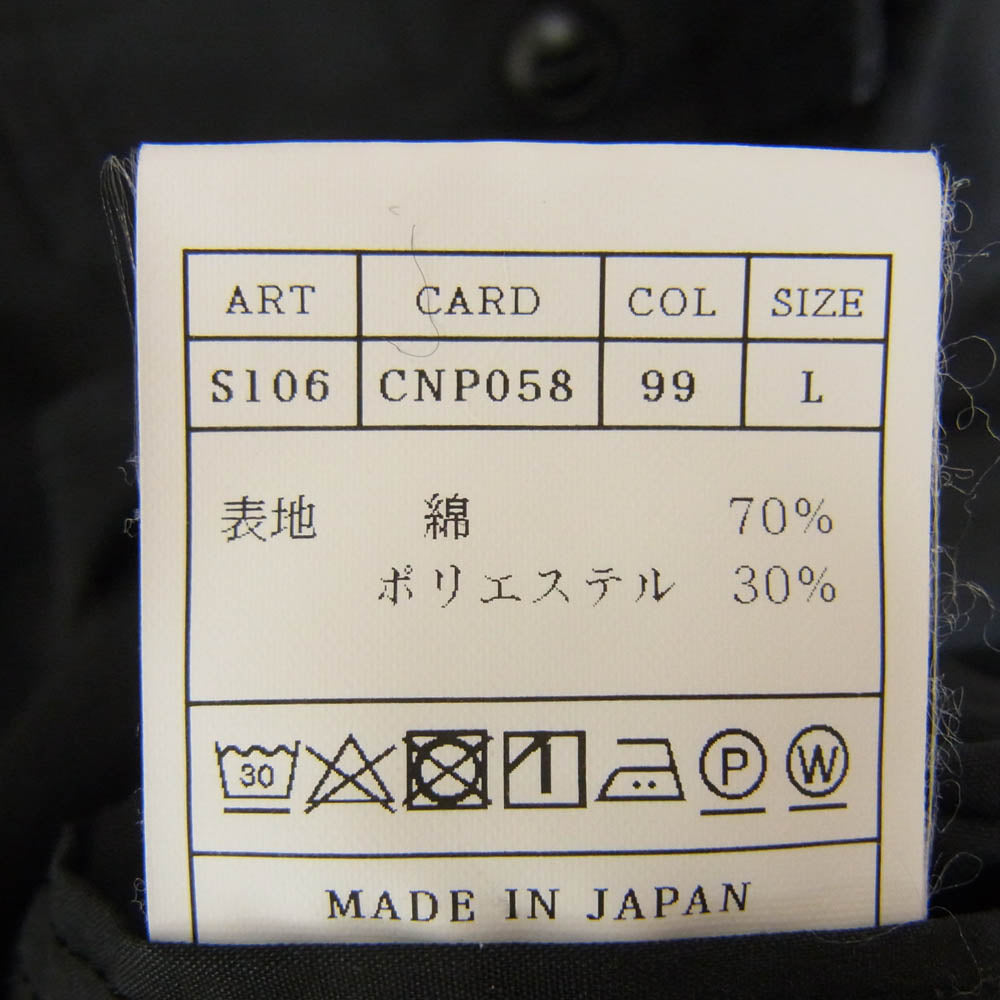 ART CARD COL SIZE
S106 CNP058 99 L
表地 綿 70%
ポリエステル 30%
30 P W
MADE IN JAPAN